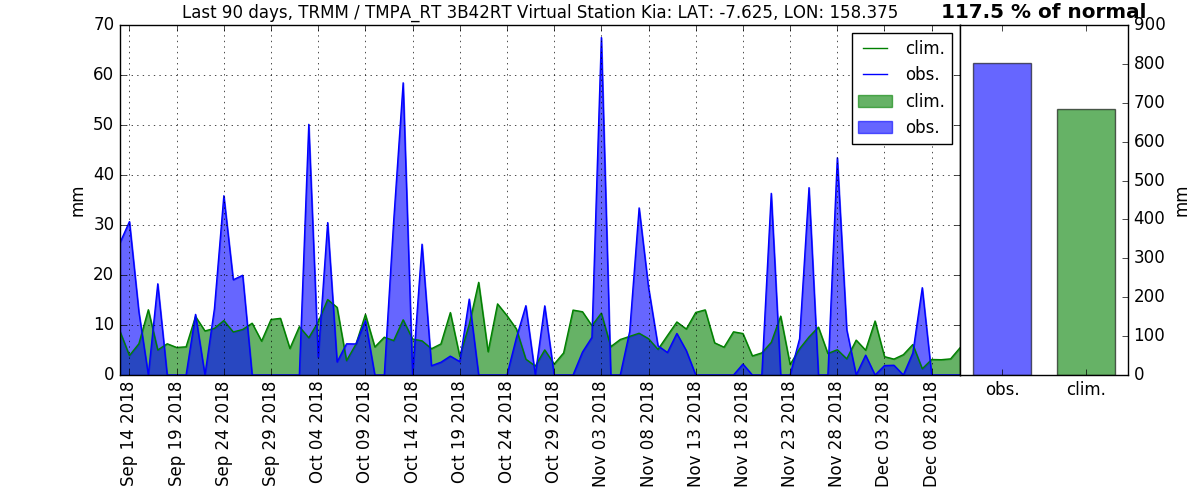 Last 90 days, TRMM / TMPA_RT 3B42RT Virtual Station Kia: LAT: -7.625, LON: 158.375
117.5 % of normal
70
60
50
40
30
20
10
0
mm
clim.
obs.
clim.
obs.
900
800
700
600
500
400
300
200
100
0
mm
Sep 14 2018
Sep 19 2018
Sep 24 2018
Sep 29 2018
Oct 04 2018
Oct 09 2018
Oct 14 2018
Oct 19 2018
Oct 24 2018
Oct 29 2018
Nov 03 2018
Nov 08 2018
Nov 13 2018
Nov 18 2018
Nov 23 2018
Nov 28 2018
Dec 03 2018
Dec 08 2018
obs.
clim.